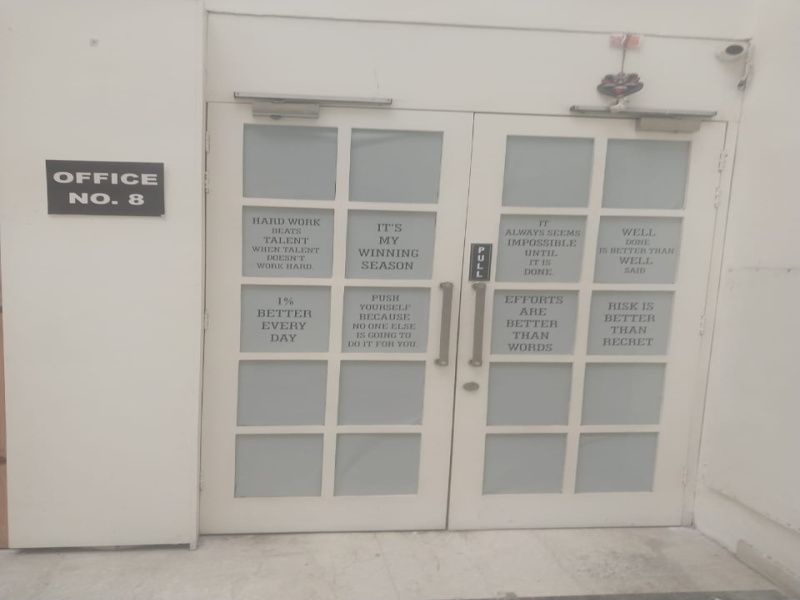 OFFICE
NO. 8
HARD WORK
BEATS
TALENT
WHEN TALENT
DOESN'T
WORK HARD.
IT'S
MY
WINNING
SEASON
1%
BETTER
EVERY
DAY
PUSH
YOURSELF
BECAUSE
NO ONE ELSE
IS GOING TO
DO IT FOR YOU.
PULL
IT
ALWAYS SEEMS
IMPOSSIBLE
UNTIL
IT IS
DONE.
WELL
DONE
IS BETTER THAN
WELL
SAID
EFFORTS
ARE
BETTER
THAN
WORDS
RISK IS
BETTER
THAN
REGRET